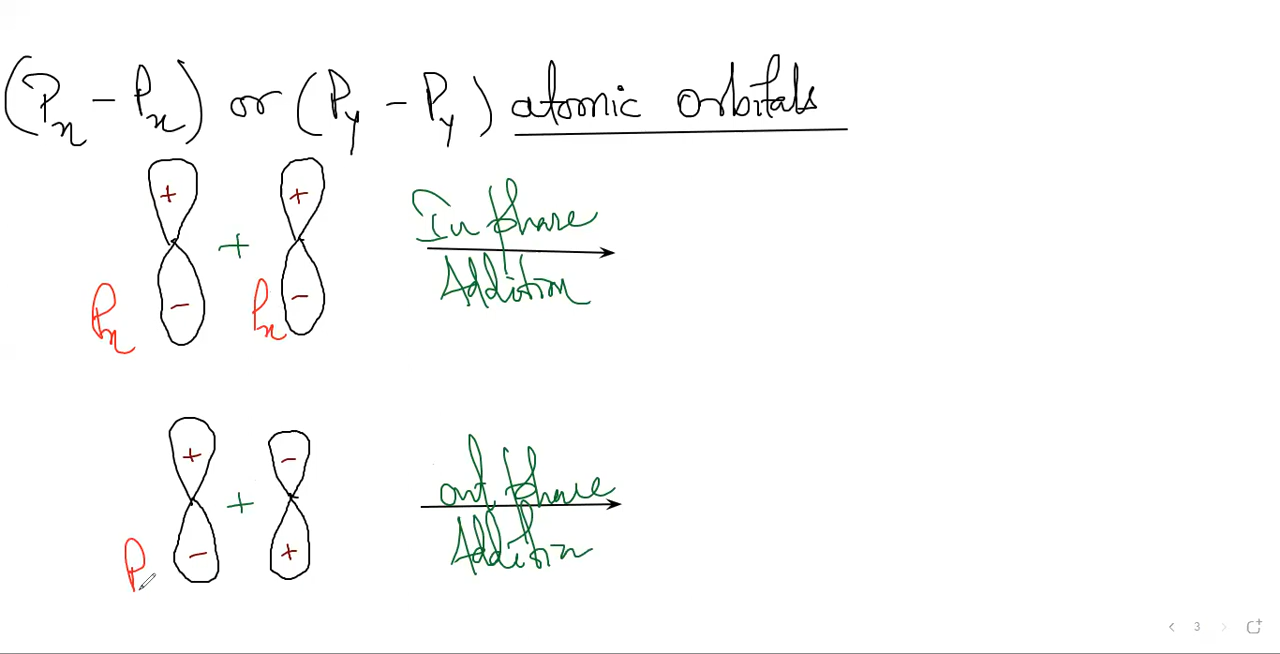 (Px - Px) or (Py - Py) atomic orbitals
+ +
In phase
+
Addition
- -
Px Px
+ -
out phase
+
Addition
- +
P
3